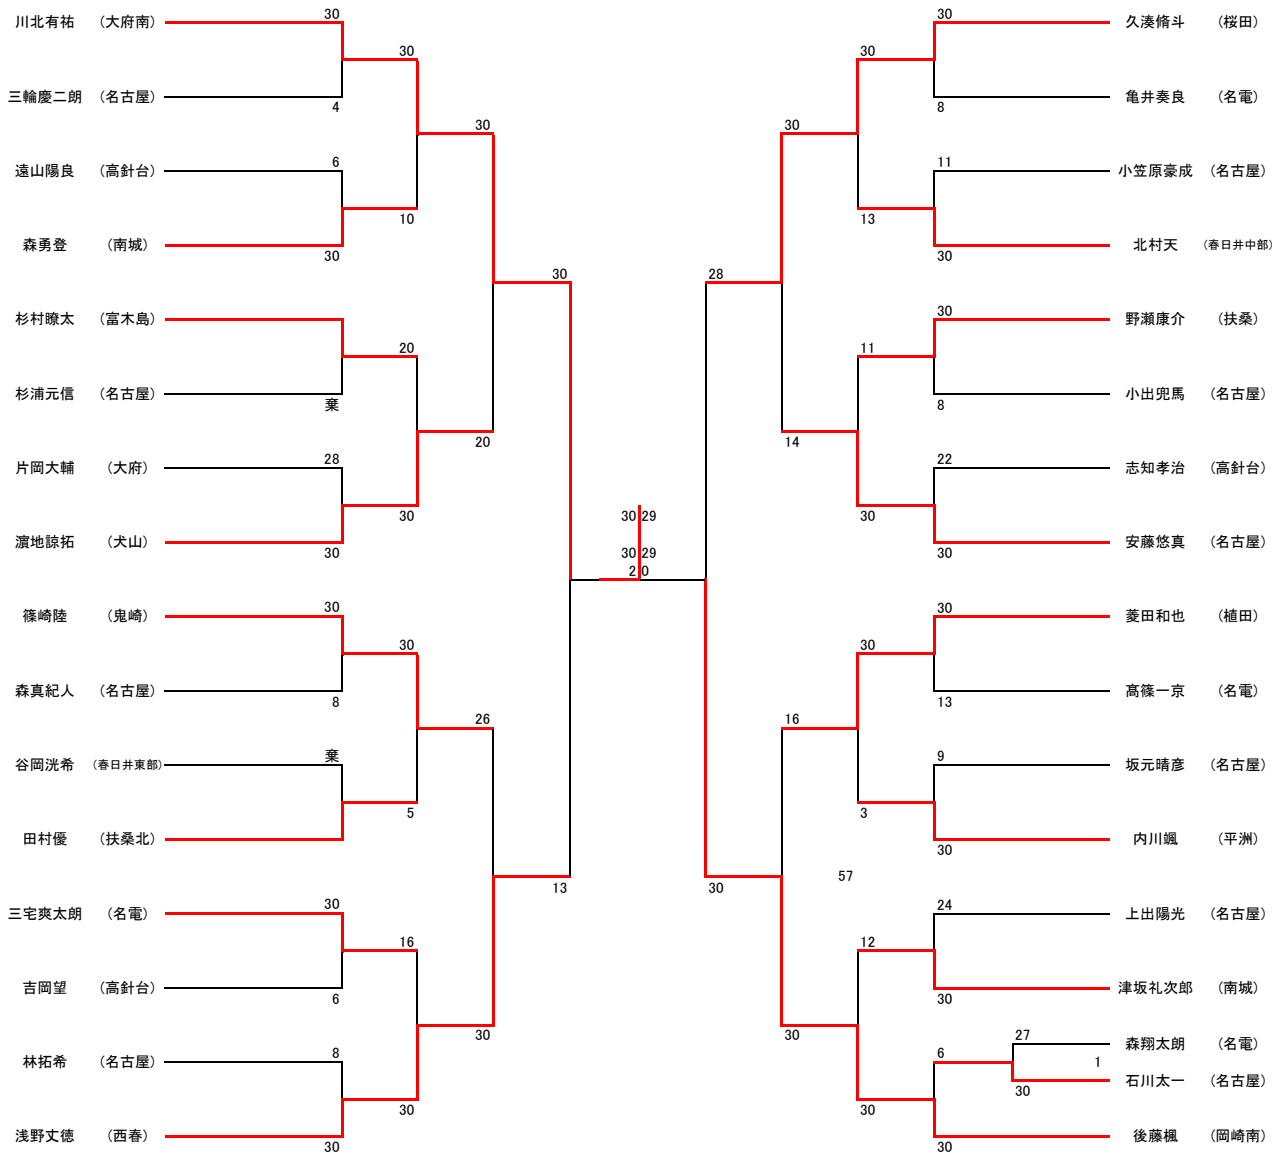 川北有祐 （大府南） 30
30
三輪慶二朗 （名古屋） 4
30
遠山陽良 （高針台） 6
10
森勇登 （南城） 30
30
杉村瞭太 （富木島）
20
杉浦元信 （名古屋） 棄
20
片岡大輔 （大府） 28
30
濵地諒拓 （犬山） 30
篠崎陸 （鬼崎） 30
30
森真紀人 （名古屋） 8
26
谷岡洸希 （春日井東部） 棄
5
田村優 （扶桑北）
13
三宅爽太朗 （名電） 30
16
吉岡望 （高針台） 6
30
林拓希 （名古屋） 8
30
浅野丈徳 （西春） 30
30 29
30 29
2 0
30 久湊脩斗 （桜田）
30
8 亀井奏良 （名電）
30
11 小笠原豪成 （名古屋）
13
30 北村天 （春日井中部）
28
30 野瀬康介 （扶桑）
11
8 小出兜馬 （名古屋）
14
22 志知孝治 （高針台）
30
30 安藤悠真 （名古屋）
30 菱田和也 （植田）
30
13 髙篠一京 （名電）
16
9 坂元晴彦 （名古屋）
3
30 内川颯 （平洲）
30 57
24 上出陽光 （名古屋）
12
30 津坂礼次郎 （南城）
30
27 森翔太朗 （名電）
6 1
30 石川太一 （名古屋）
30
30 後藤楓 （岡崎南）